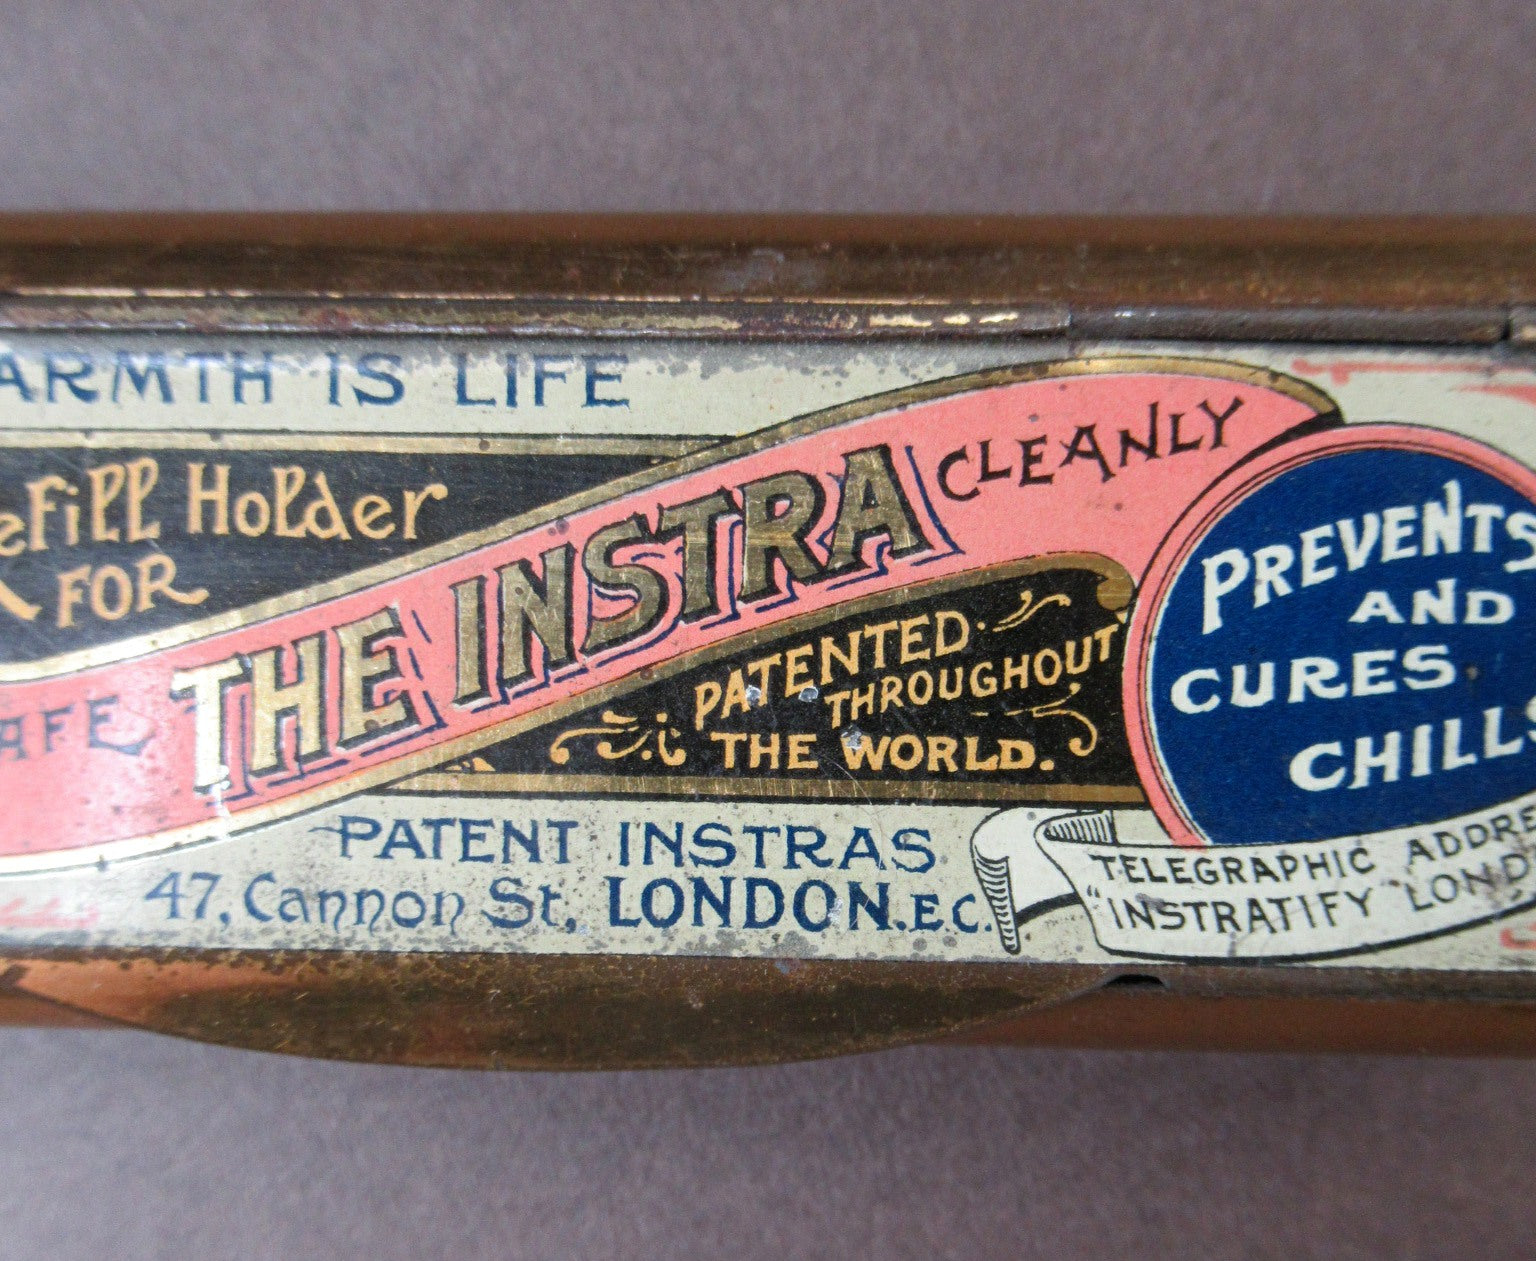 ARMTH IS LIFE
efill Holder
FOR
AFE THE INSTRA CLEANLY
PATENTED
THROUGHOUT
THE WORLD.
PREVENTS
AND
CURES
CHILLS
PATENT INSTRAS
47, Cannon St, LONDON.E.C.
TELEGRAPHIC ADDRE
"INSTRATIFY LOND